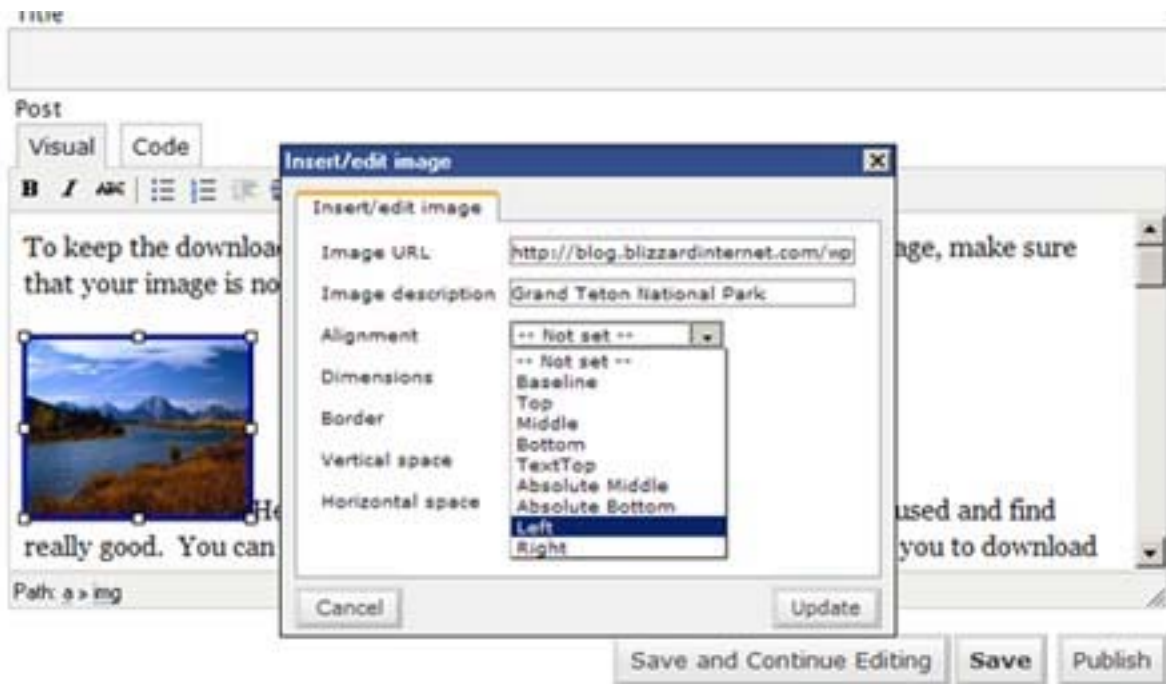 Title
Post
Visual Code
B I ABC
To keep the downloa
age, make sure
that your image is no
He
used and find
really good. You can
you to download
Path: a » img
Insert/edit image
Insert/edit image
Image URL http://blog.blizzardinternet.com/wp
Image description Grand Teton National Park
Alignment -- Not set --
-- Not set --
Baseline
Top
Middle
Bottom
TextTop
Absolute Middle
Absolute Bottom
Left
Right
Dimensions
Border
Vertical space
Horizontal space
Cancel Update
Save and Continue Editing Save Publish